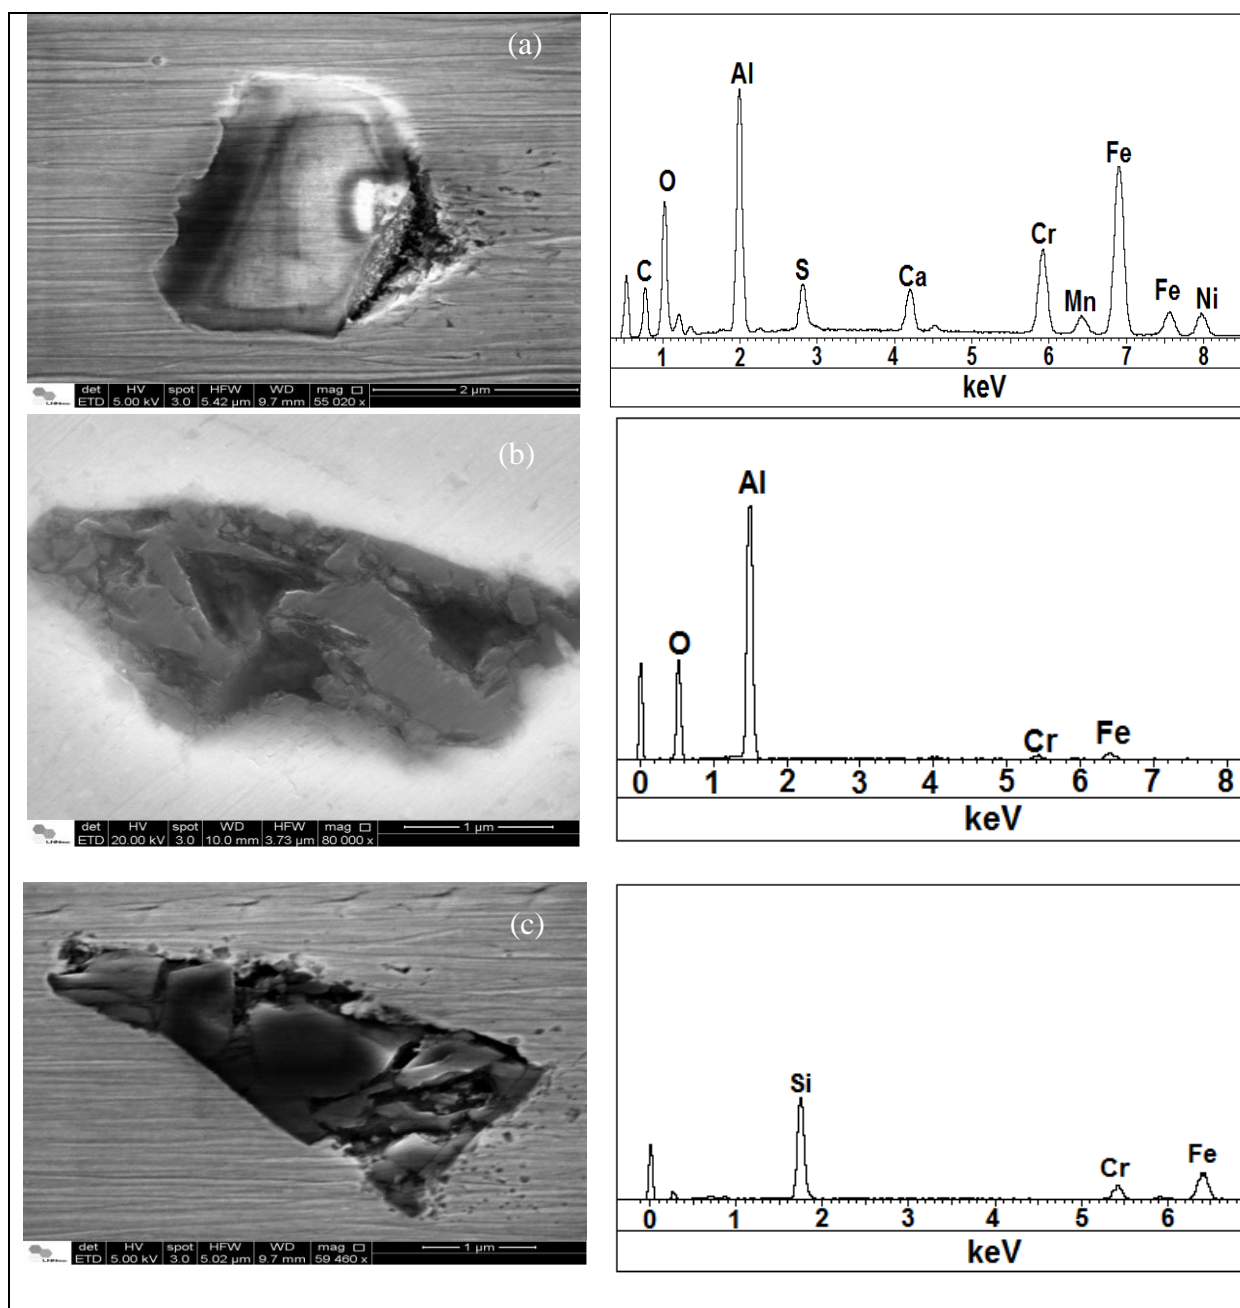 (a)
det HV spot HFW WD mag □
ETD 5.00 kV 3.0 5.42 µm 9.7 mm 55 020 x
2 µm
Al
Fe
O
Cr
C
S
Ca
Mn
Fe
Ni
1 2 3 4 5 6 7 8
keV
(b)
det HV spot WD HFW mag □
ETD 20.00 kV 3.0 10.0 mm 3.73 µm 80 000 x
1 µm
Al
O
Cr
Fe
0 1 2 3 4 5 6 7 8
keV
(c)
det HV spot HFW WD mag □
ETD 5.00 kV 3.0 5.02 µm 9.7 mm 59 460 x
1 µm
Si
Cr
Fe
0 1 2 3 4 5 6
keV